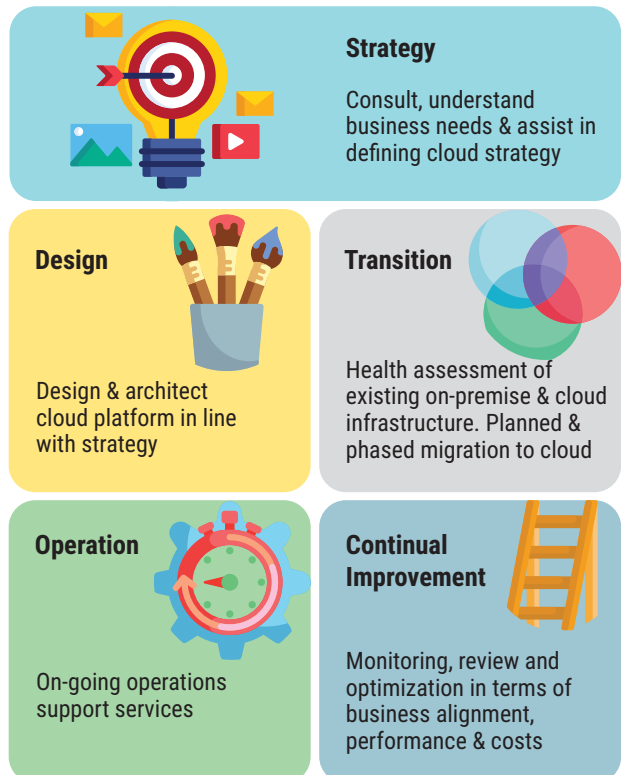 Strategy
Consult, understand
business needs & assist in
defining cloud strategy
Design
Design & architect
cloud platform in line
with strategy
Transition
Health assessment of
existing on-premise & cloud
infrastructure. Planned &
phased migration to cloud
Operation
On-going operations
support services
Continual
Improvement
Monitoring, review and
optimization in terms of
business alignment,
performance & costs